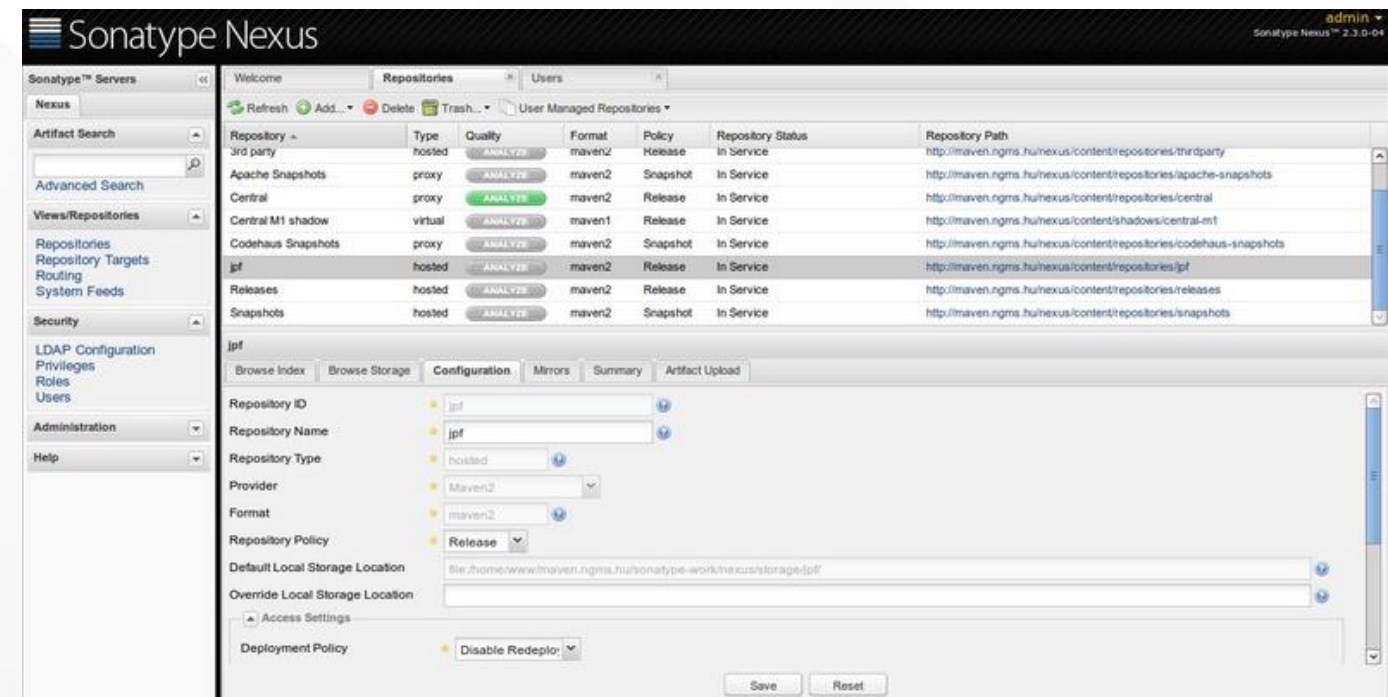 Sonatype Nexus
admin
Sonatype Nexus™ 2.3.0-04
Sonatype™ Servers
Nexus
Artifact Search
Advanced Search
Views/Repositories
Repositories
Repository Targets
Routing
System Feeds
Security
LDAP Configuration
Privileges
Roles
Users
Administration
Help
Welcome Repositories Users
Refresh Add... Delete Trash... User Managed Repositories
Repository Type Quality Format Policy Repository Status Repository Path
3rd party hosted ANALYZE maven2 Release In Service http://maven.ngms.hu/nexus/content/repositories/thirdparty
Apache Snapshots proxy ANALYZE maven2 Snapshot In Service http://maven.ngms.hu/nexus/content/repositories/apache-snapshots
Central proxy ANALYZE maven2 Release In Service http://maven.ngms.hu/nexus/content/repositories/central
Central M1 shadow virtual ANALYZE maven1 Release In Service http://maven.ngms.hu/nexus/content/shadows/central-m1
Codehaus Snapshots proxy ANALYZE maven2 Snapshot In Service http://maven.ngms.hu/nexus/content/repositories/codehaus-snapshots
jpf hosted ANALYZE maven2 Release In Service http://maven.ngms.hu/nexus/content/repositories/jpf
Releases hosted ANALYZE maven2 Release In Service http://maven.ngms.hu/nexus/content/repositories/releases
Snapshots hosted ANALYZE maven2 Snapshot In Service http://maven.ngms.hu/nexus/content/repositories/snapshots
jpf
Browse Index Browse Storage Configuration Mirrors Summary Artifact Upload
Repository ID jpf
Repository Name jpf
Repository Type hosted
Provider Maven2
Format maven2
Repository Policy Release
Default Local Storage Location file:/home/www/maven.ngms.hu/sonatype-work/nexus/storage/jpf/
Override Local Storage Location
Access Settings
Deployment Policy Disable Redeploy
Save Reset